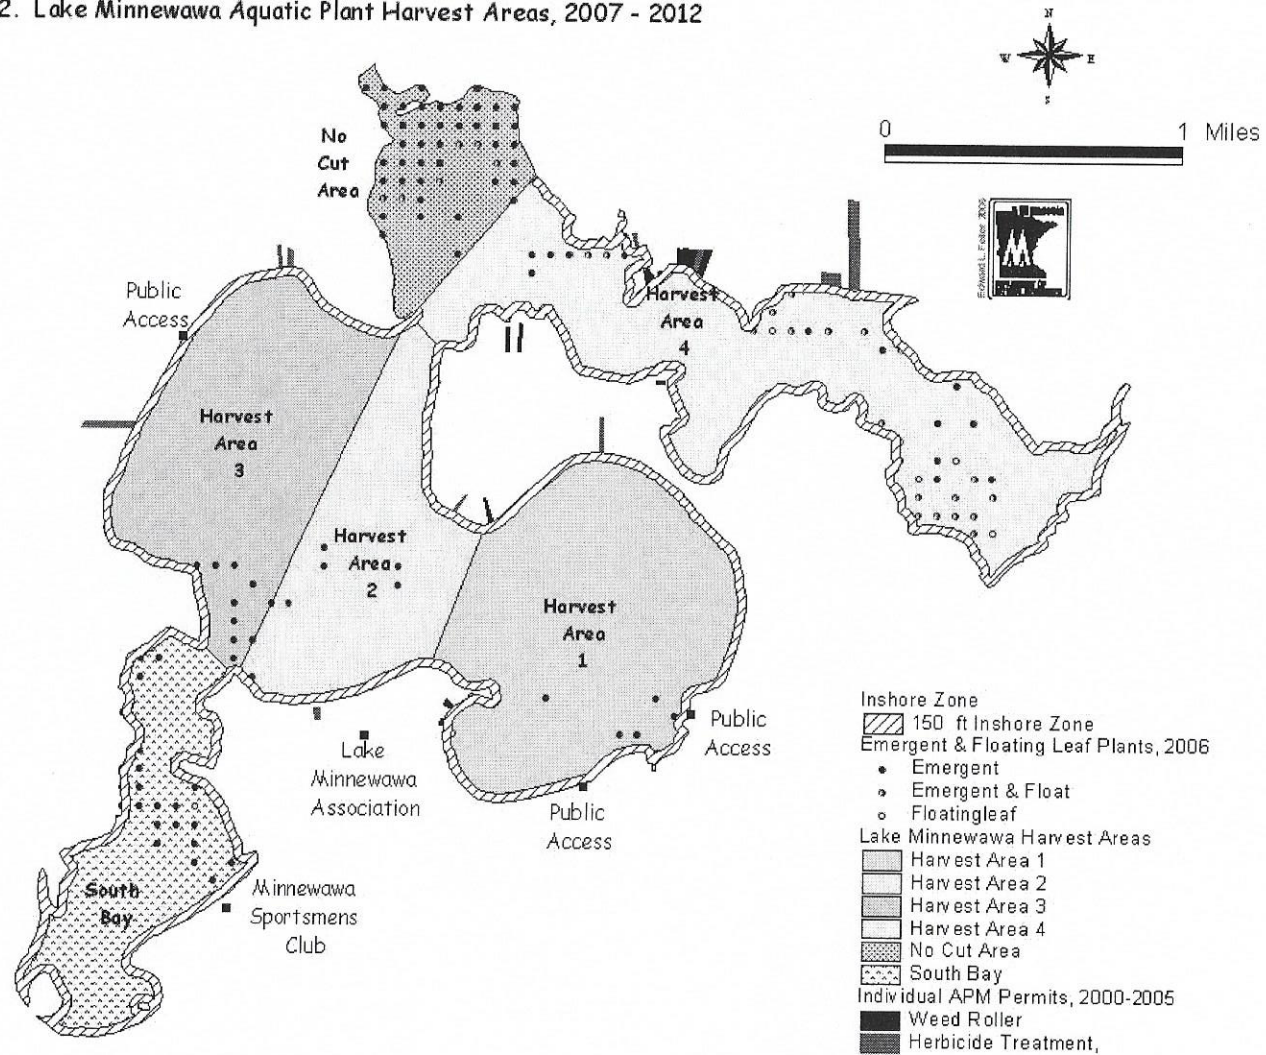 2. Lake Minnewawa Aquatic Plant Harvest Areas, 2007 - 2012
N
W
E
S
0
1 Miles
No
Cut
Area
Edward L. Feiler 2006
Public
Access
Harvest
Area
4
Harvest
Area
3
Harvest
Area
2
Harvest
Area
1
Public
Access
Lake
Minnewawa
Association
Public
Access
South
Bay
Minnewawa
Sportsmens
Club
Inshore Zone
150 ft Inshore Zone
Emergent & Floating Leaf Plants, 2006
Emergent
Emergent & Float
Floatingleaf
Lake Minnewawa Harvest Areas
Harvest Area 1
Harvest Area 2
Harvest Area 3
Harvest Area 4
No Cut Area
South Bay
Individual APM Permits, 2000-2005
Weed Roller
Herbicide Treatment,